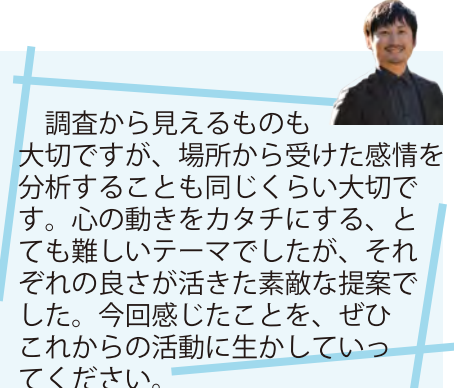 調査から見えるものも
大切ですが、場所から受けた感情を
分析することも同じくらい大切で
す。心の動きをカタチにする、と
ても難しいテーマでしたが、それ
ぞれの良さが活きた素敵な提案で
した。今回感じたことを、ぜひ
これからの活動に生かしていっ
てください。